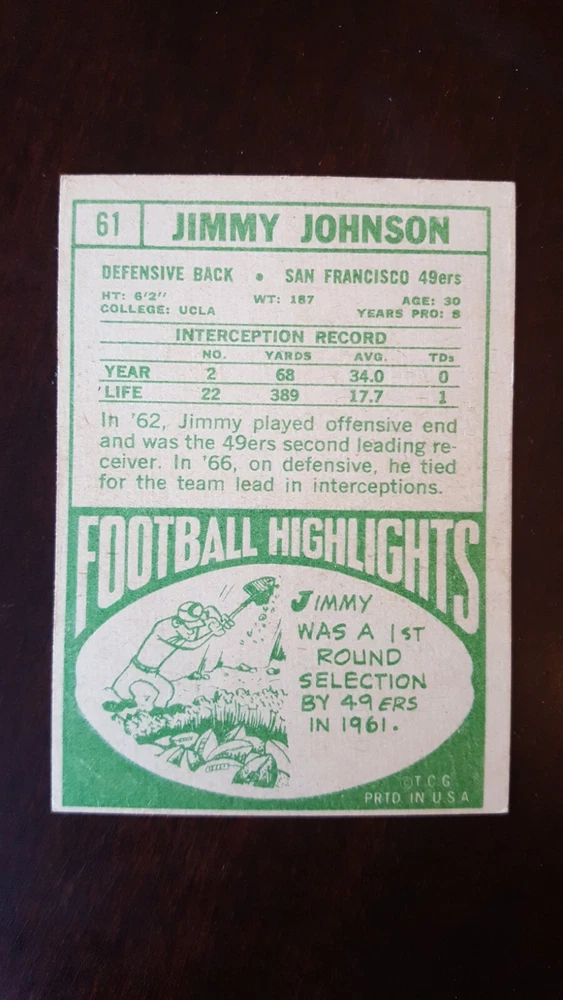 61 JIMMY JOHNSON
DEFENSIVE BACK • SAN FRANCISCO 49ers
HT: 6'2" WT: 187 AGE: 30
COLLEGE: UCLA YEARS PRO: 8
INTERCEPTION RECORD
NO. YARDS AVG. TDs
YEAR 2 68 34.0 0
LIFE 22 389 17.7 1
In '62, Jimmy played offensive end
and was the 49ers second leading re-
ceiver. In '66, on defensive, he tied
for the team lead in interceptions.
FOOTBALL HIGHLIGHTS
JIMMY
WAS A 1ST
ROUND
SELECTION
BY 49ERS
IN 1961.
©T.C.G.
PRTD. IN U.S.A.